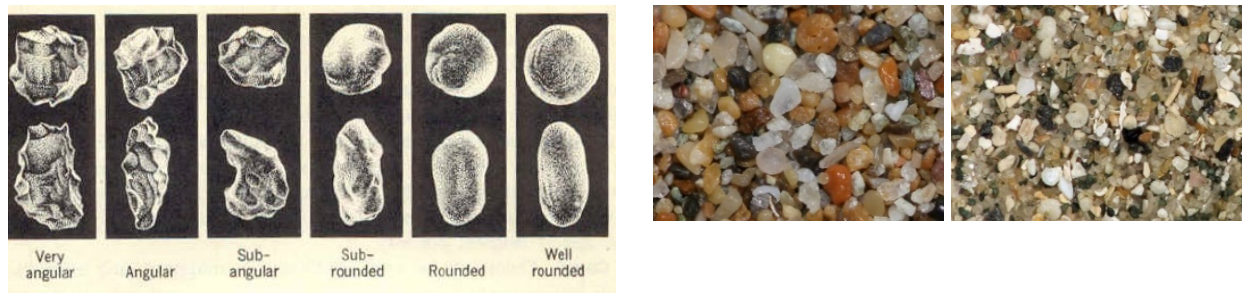 Very
angular
Angular
Sub-
angular
Sub-
rounded
Rounded
Well
rounded